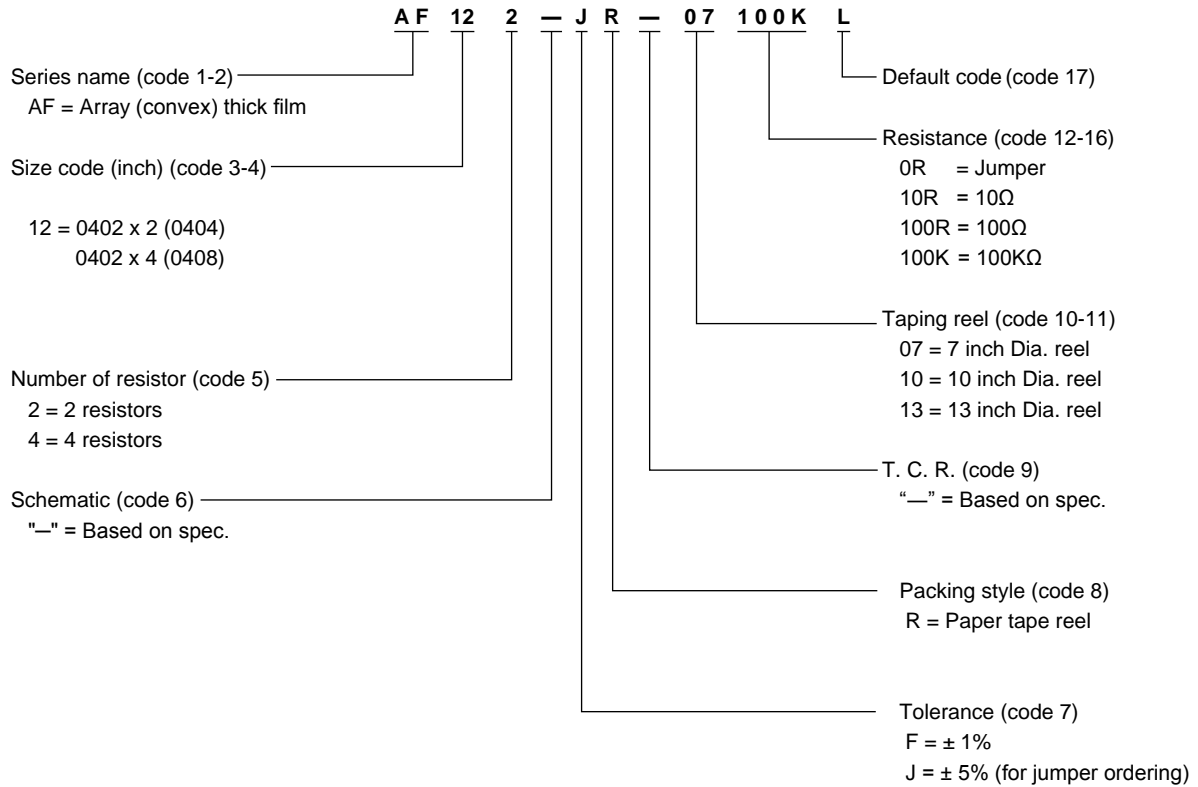 AF 12 2 — J R — 07 100K L
Series name (code 1-2)
AF = Array (convex) thick film
Size code (inch) (code 3-4)
12 = 0402 x 2 (0404)
0402 x 4 (0408)
Number of resistor (code 5)
2 = 2 resistors
4 = 4 resistors
Schematic (code 6)
"—" = Based on spec.
Default code (code 17)
Resistance (code 12-16)
0R = Jumper
10R = 10Ω
100R = 100Ω
100K = 100KΩ
Taping reel (code 10-11)
07 = 7 inch Dia. reel
10 = 10 inch Dia. reel
13 = 13 inch Dia. reel
T. C. R. (code 9)
“—” = Based on spec.
Packing style (code 8)
R = Paper tape reel
Tolerance (code 7)
F = ± 1%
J = ± 5% (for jumper ordering)